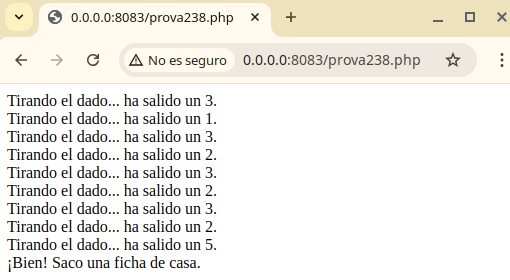 0.0.0.0:8083/prova238.php
No es seguro 0.0.0.0:8083/prova238.php
Tirando el dado... ha salido un 3.
Tirando el dado... ha salido un 1.
Tirando el dado... ha salido un 3.
Tirando el dado... ha salido un 2.
Tirando el dado... ha salido un 3.
Tirando el dado... ha salido un 2.
Tirando el dado... ha salido un 3.
Tirando el dado... ha salido un 2.
Tirando el dado... ha salido un 5.
¡Bien! Saco una ficha de casa.